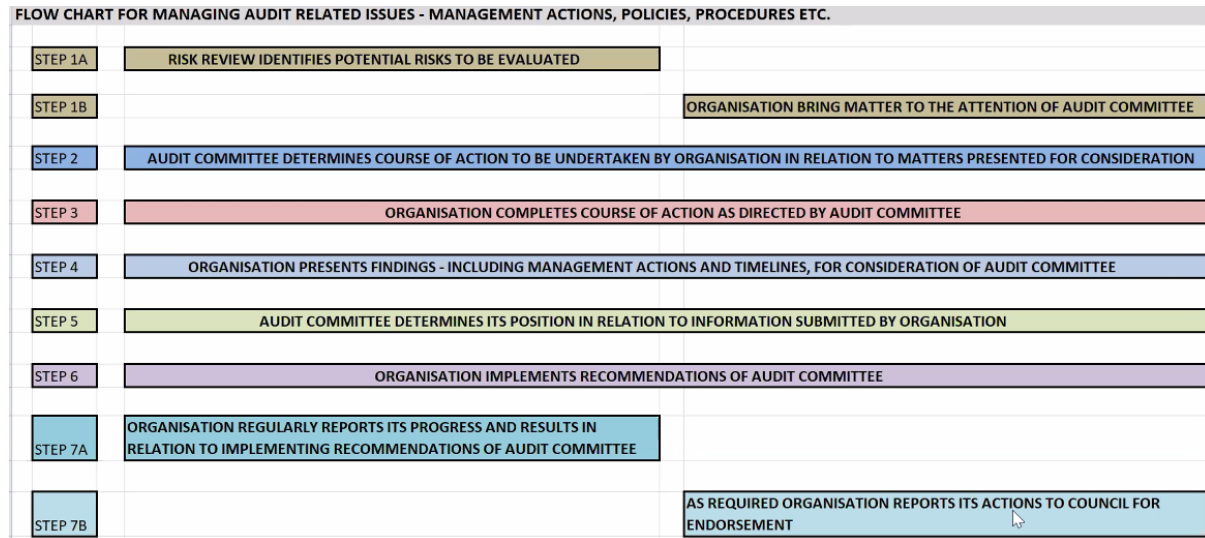 FLOW CHART FOR MANAGING AUDIT RELATED ISSUES - MANAGEMENT ACTIONS, POLICIES, PROCEDURES ETC.
STEP 1A
RISK REVIEW IDENTIFIES POTENTIAL RISKS TO BE EVALUATED
STEP 1B
ORGANISATION BRING MATTER TO THE ATTENTION OF AUDIT COMMITTEE
STEP 2
AUDIT COMMITTEE DETERMINES COURSE OF ACTION TO BE UNDERTAKEN BY ORGANISATION IN RELATION TO MATTERS PRESENTED FOR CONSIDERATION
STEP 3
ORGANISATION COMPLETES COURSE OF ACTION AS DIRECTED BY AUDIT COMMITTEE
STEP 4
ORGANISATION PRESENTS FINDINGS - INCLUDING MANAGEMENT ACTIONS AND TIMELINES, FOR CONSIDERATION OF AUDIT COMMITTEE
STEP 5
AUDIT COMMITTEE DETERMINES ITS POSITION IN RELATION TO INFORMATION SUBMITTED BY ORGANISATION
STEP 6
ORGANISATION IMPLEMENTS RECOMMENDATIONS OF AUDIT COMMITTEE
STEP 7A
ORGANISATION REGULARLY REPORTS ITS PROGRESS AND RESULTS IN
RELATION TO IMPLEMENTING RECOMMENDATIONS OF AUDIT COMMITTEE
STEP 7B
AS REQUIRED ORGANISATION REPORTS ITS ACTIONS TO COUNCIL FOR
ENDORSEMENT